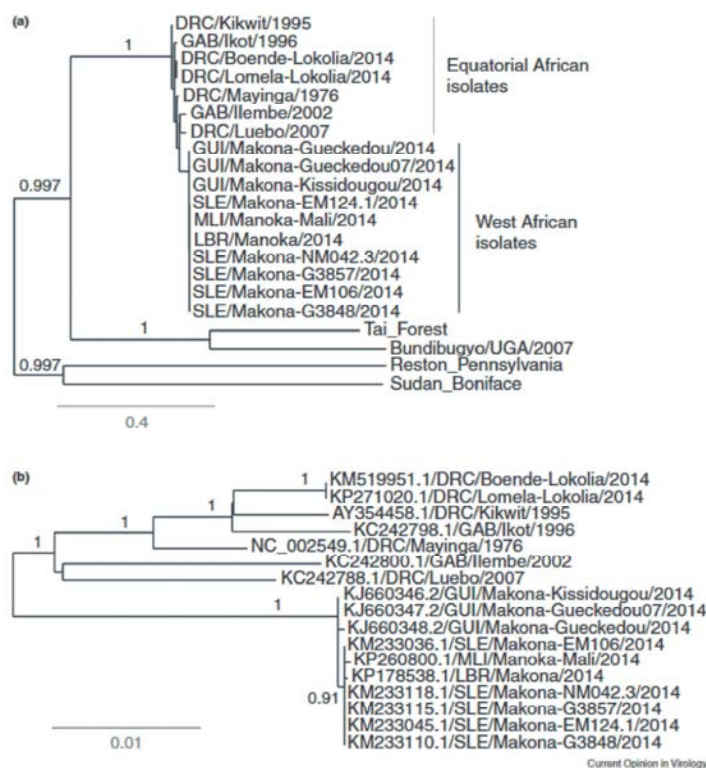 (a)
DRC/Kikwit/1995
GAB/Ikot/1996
DRC/Boende-Lokolia/2014
DRC/Lomela-Lokolia/2014
DRC/Mayinga/1976
GAB/Ilembe/2002
DRC/Luebo/2007
GUI/Makona-Gueckedou/2014
GUI/Makona-Gueckedou07/2014
GUI/Makona-Kissidougou/2014
SLE/Makona-EM124.1/2014
MLI/Manoka-Mali/2014
LBR/Manoka/2014
SLE/Makona-NM042.3/2014
SLE/Makona-G3857/2014
SLE/Makona-EM106/2014
SLE/Makona-G3848/2014
Tai_Forest
Bundibugyo/UGA/2007
Reston_Pennsylvania
Sudan_Boniface
Equatorial African
isolates
West African
isolates
1
0.997
1
0.997
0.4
(b)
KM519951.1/DRC/Boende-Lokolia/2014
KP271020.1/DRC/Lomela-Lokolia/2014
AY354458.1/DRC/Kikwit/1995
KC242798.1/GAB/Ikot/1996
NC_002549.1/DRC/Mayinga/1976
KC242800.1/GAB/Ilembe/2002
KC242788.1/DRC/Luebo/2007
KJ660346.2/GUI/Makona-Kissidougou/2014
KJ660347.2/GUI/Makona-Gueckedou07/2014
KJ660348.2/GUI/Makona-Gueckedou/2014
KM233036.1/SLE/Makona-EM106/2014
KP260800.1/MLI/Manoka-Mali/2014
KP178538.1/LBR/Makona/2014
KM233118.1/SLE/Makona-NM042.3/2014
KM233115.1/SLE/Makona-G3857/2014
KM233045.1/SLE/Makona-EM124.1/2014
KM233110.1/SLE/Makona-G3848/2014
1
1
1
1
1
0.91
0.01
Current Opinion in Virology